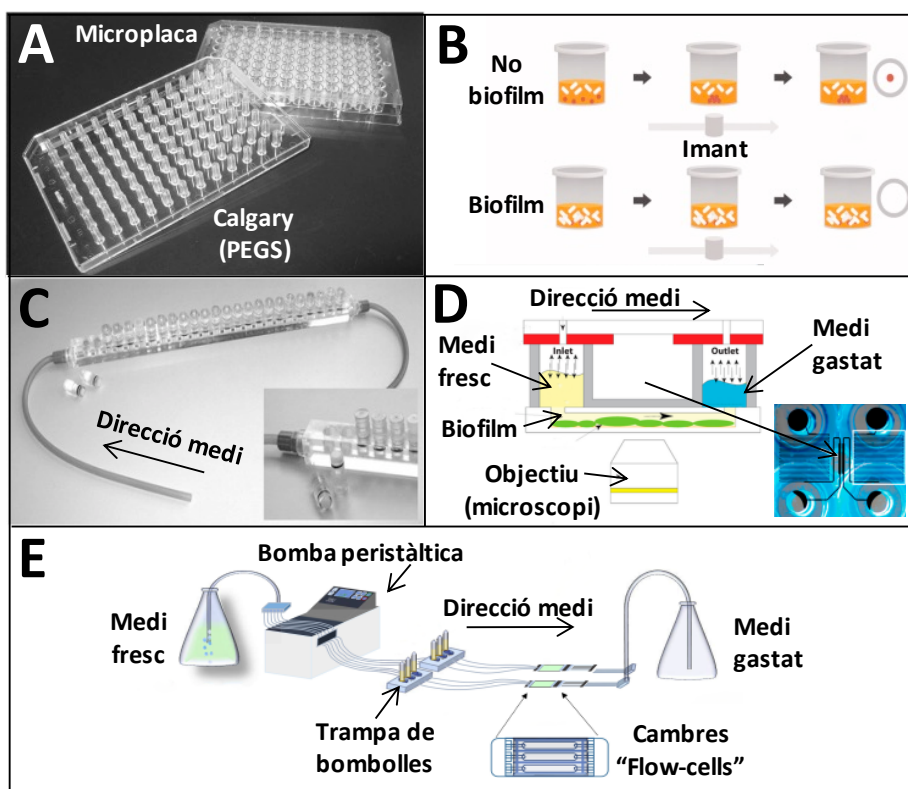 A
Microplaca
Calgary
(PEGS)
B
No
biofilm
Imant
Biofilm
C
Direcció medi
D
Direcció medi
Medi
fresc
Inlet
Outlet
Medi
gastat
Biofilm
Objectiu
(microscopi)
E
Bomba peristàltica
Medi
fresc
Direcció medi
Medi
gastat
Trampa de
bombolles
Cambres
“Flow-cells”